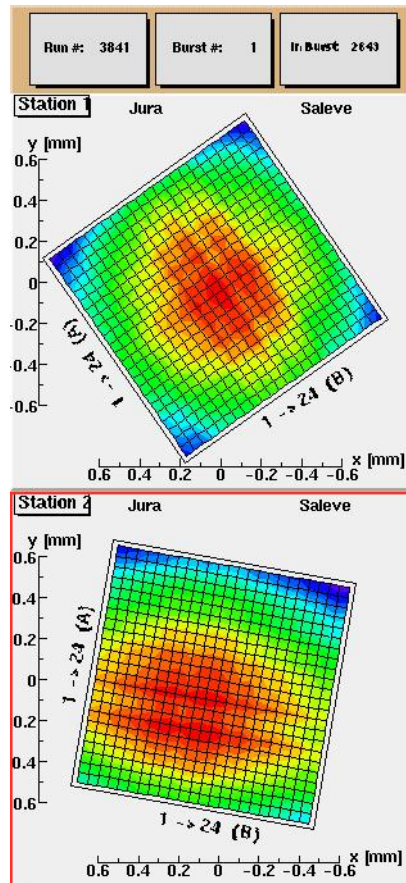 Run #: 3841 Burst #: 1 In Burst 2643
Station 1 Jura Saleve
y [mm]
0.6
0.4
0.2
0
-0.2
-0.4
-0.6
1 -> 24 (A)
1 -> 24 (B)
x [mm]
0.6 0.4 0.2 0 -0.2 -0.4 -0.6
Station 2 Jura Saleve
y [mm]
0.6
0.4
0.2
0
0.2
0.4
0.6
1 -> 24 (A)
1 -> 24 (B)
x [mm]
0.6 0.4 0.2 0 -0.2 -0.4 -0.6